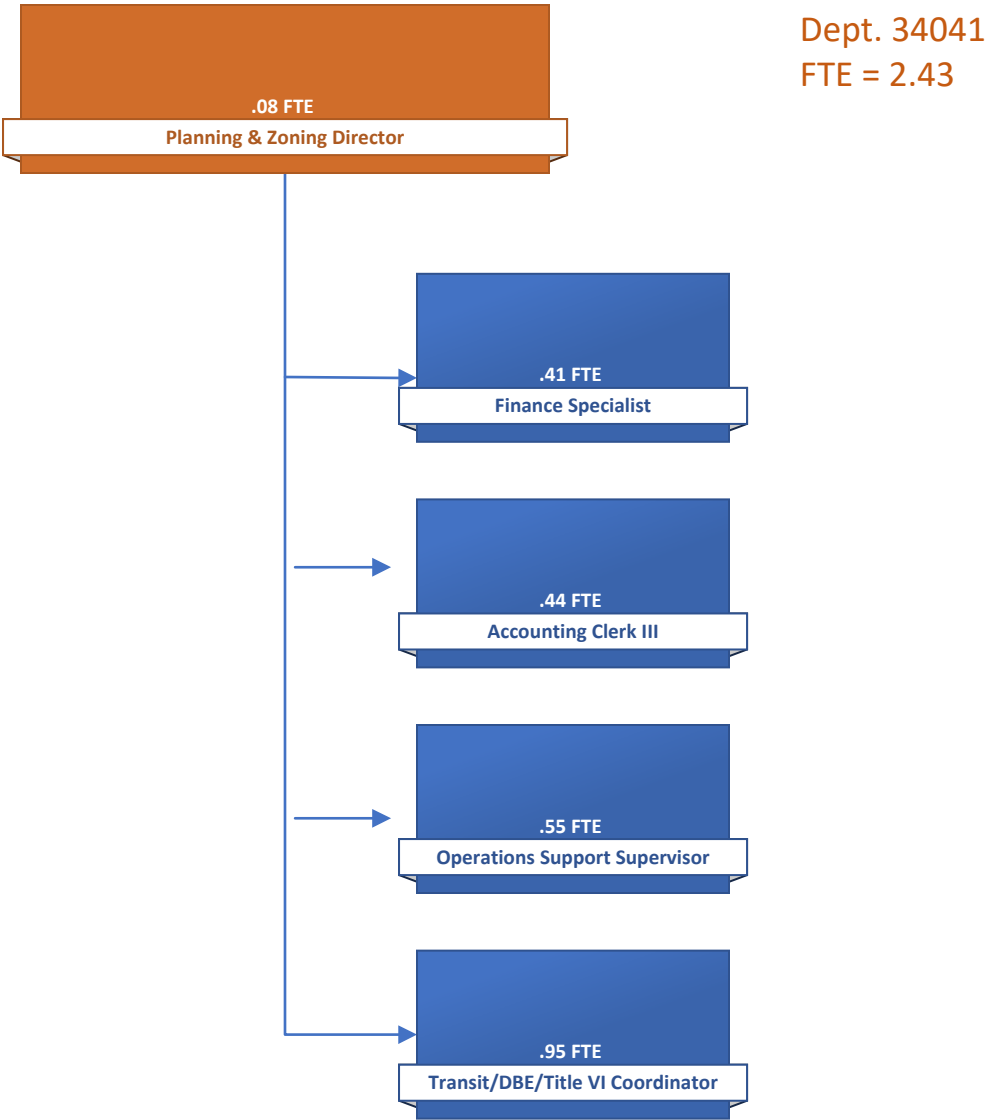 Dept. 34041
FTE = 2.43
.08 FTE
Planning & Zoning Director
.41 FTE
Finance Specialist
.44 FTE
Accounting Clerk III
.55 FTE
Operations Support Supervisor
.95 FTE
Transit/DBE/Title VI Coordinator